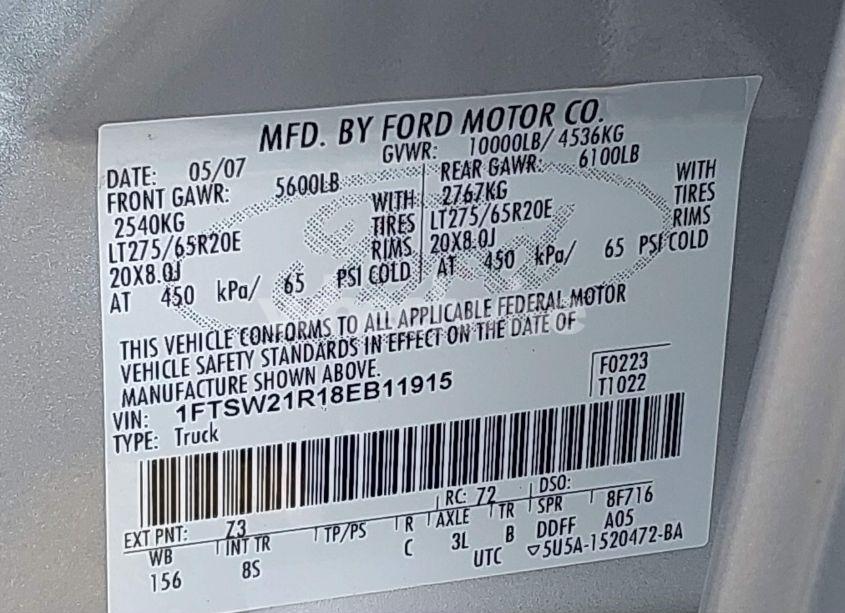 MFD. BY FORD MOTOR CO.
DATE: 05/07 GVWR: 10000LB/ 4536KG
FRONT GAWR: 5600LB REAR GAWR: 6100LB
2540KG WITH 2767KG WITH
LT275/65R20E TIRES LT275/65R20E TIRES
20X8.0J RIMS 20X8.0J RIMS
AT 450 kPa/ 65 PSI COLD AT 450 kPa/ 65 PSI COLD
THIS VEHICLE CONFORMS TO ALL APPLICABLE FEDERAL MOTOR
VEHICLE SAFETY STANDARDS IN EFFECT ON THE DATE OF
MANUFACTURE SHOWN ABOVE.
F0223
VIN: 1FTSW21R18EB11915
T1022
TYPE: Truck
EXT PNT: Z3 RC: 72 DSO:
WB INT TR TP/PS R AXLE TR SPR 8F716
156 8S C 3L B DDFF A05
UTC ▽5U5A-1520472-BA